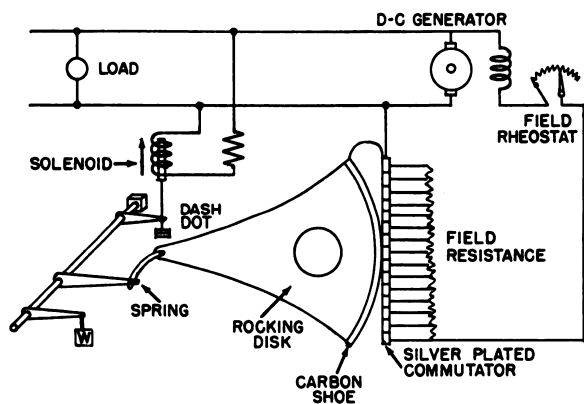 D-C GENERATOR
LOAD
FIELD
RHEOSTAT
SOLENOID
DASH
DOT
FIELD
RESISTANCE
SPRING
W
ROCKING
DISK
SILVER PLATED
COMMUTATOR
CARBON
SHOE